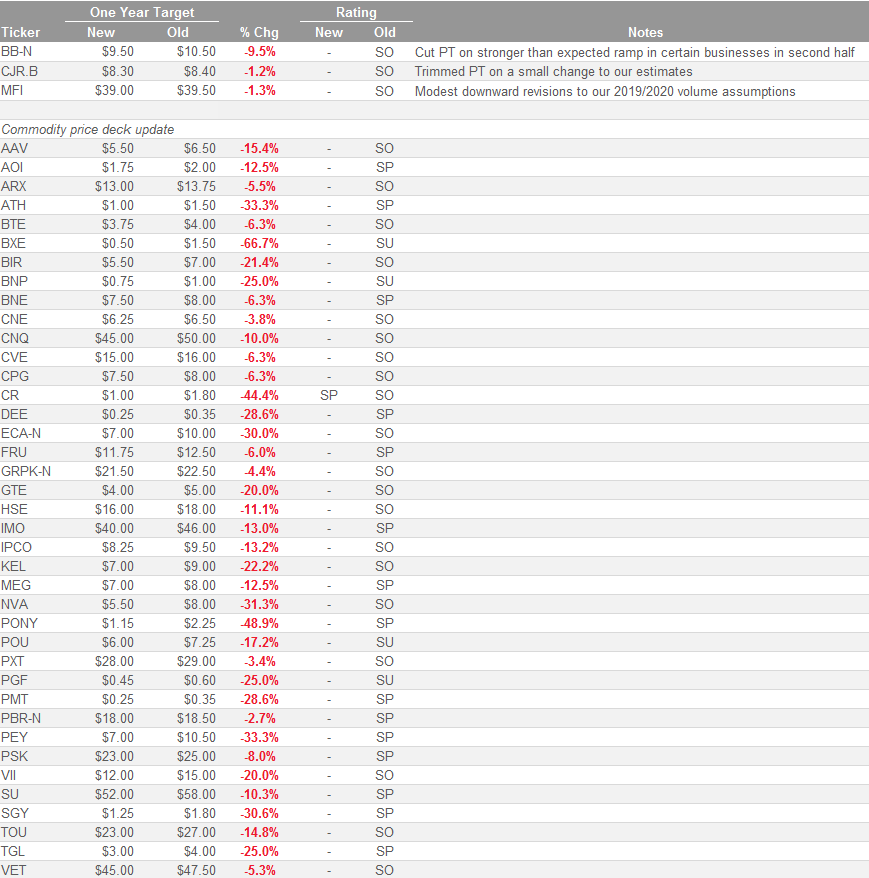 One Year Target Rating
Ticker New Old % Chg New Old Notes
BB-N $9.50 $10.50 -9.5% - SO Cut PT on stronger than expected ramp in certain businesses in second half
CJR.B $8.30 $8.40 -1.2% - SO Trimmed PT on a small change to our estimates
MFI $39.00 $39.50 -1.3% - SO Modest downward revisions to our 2019/2020 volume assumptions
Commodity price deck update
AAV $5.50 $6.50 -15.4% - SO
AOI $1.75 $2.00 -12.5% - SP
ARX $13.00 $13.75 -5.5% - SO
ATH $1.00 $1.50 -33.3% - SP
BTE $3.75 $4.00 -6.3% - SO
BXE $0.50 $1.50 -66.7% - SU
BIR $5.50 $7.00 -21.4% - SO
BNP $0.75 $1.00 -25.0% - SU
BNE $7.50 $8.00 -6.3% - SP
CNE $6.25 $6.50 -3.8% - SO
CNQ $45.00 $50.00 -10.0% - SO
CVE $15.00 $16.00 -6.3% - SO
CPG $7.50 $8.00 -6.3% - SO
CR $1.00 $1.80 -44.4% SP SO
DEE $0.25 $0.35 -28.6% - SP
ECA-N $7.00 $10.00 -30.0% - SO
FRU $11.75 $12.50 -6.0% - SP
GRPK-N $21.50 $22.50 -4.4% - SO
GTE $4.00 $5.00 -20.0% - SO
HSE $16.00 $18.00 -11.1% - SO
IMO $40.00 $46.00 -13.0% - SP
IPCO $8.25 $9.50 -13.2% - SO
KEL $7.00 $9.00 -22.2% - SO
MEG $7.00 $8.00 -12.5% - SP
NVA $5.50 $8.00 -31.3% - SO
PONY $1.15 $2.25 -48.9% - SP
POU $6.00 $7.25 -17.2% - SU
PXT $28.00 $29.00 -3.4% - SO
PGF $0.45 $0.60 -25.0% - SU
PMT $0.25 $0.35 -28.6% - SP
PBR-N $18.00 $18.50 -2.7% - SP
PEY $7.00 $10.50 -33.3% - SP
PSK $23.00 $25.00 -8.0% - SP
VII $12.00 $15.00 -20.0% - SO
SU $52.00 $58.00 -10.3% - SP
SGY $1.25 $1.80 -30.6% - SP
TOU $23.00 $27.00 -14.8% - SO
TGL $3.00 $4.00 -25.0% - SP
VET $45.00 $47.50 -5.3% - SO